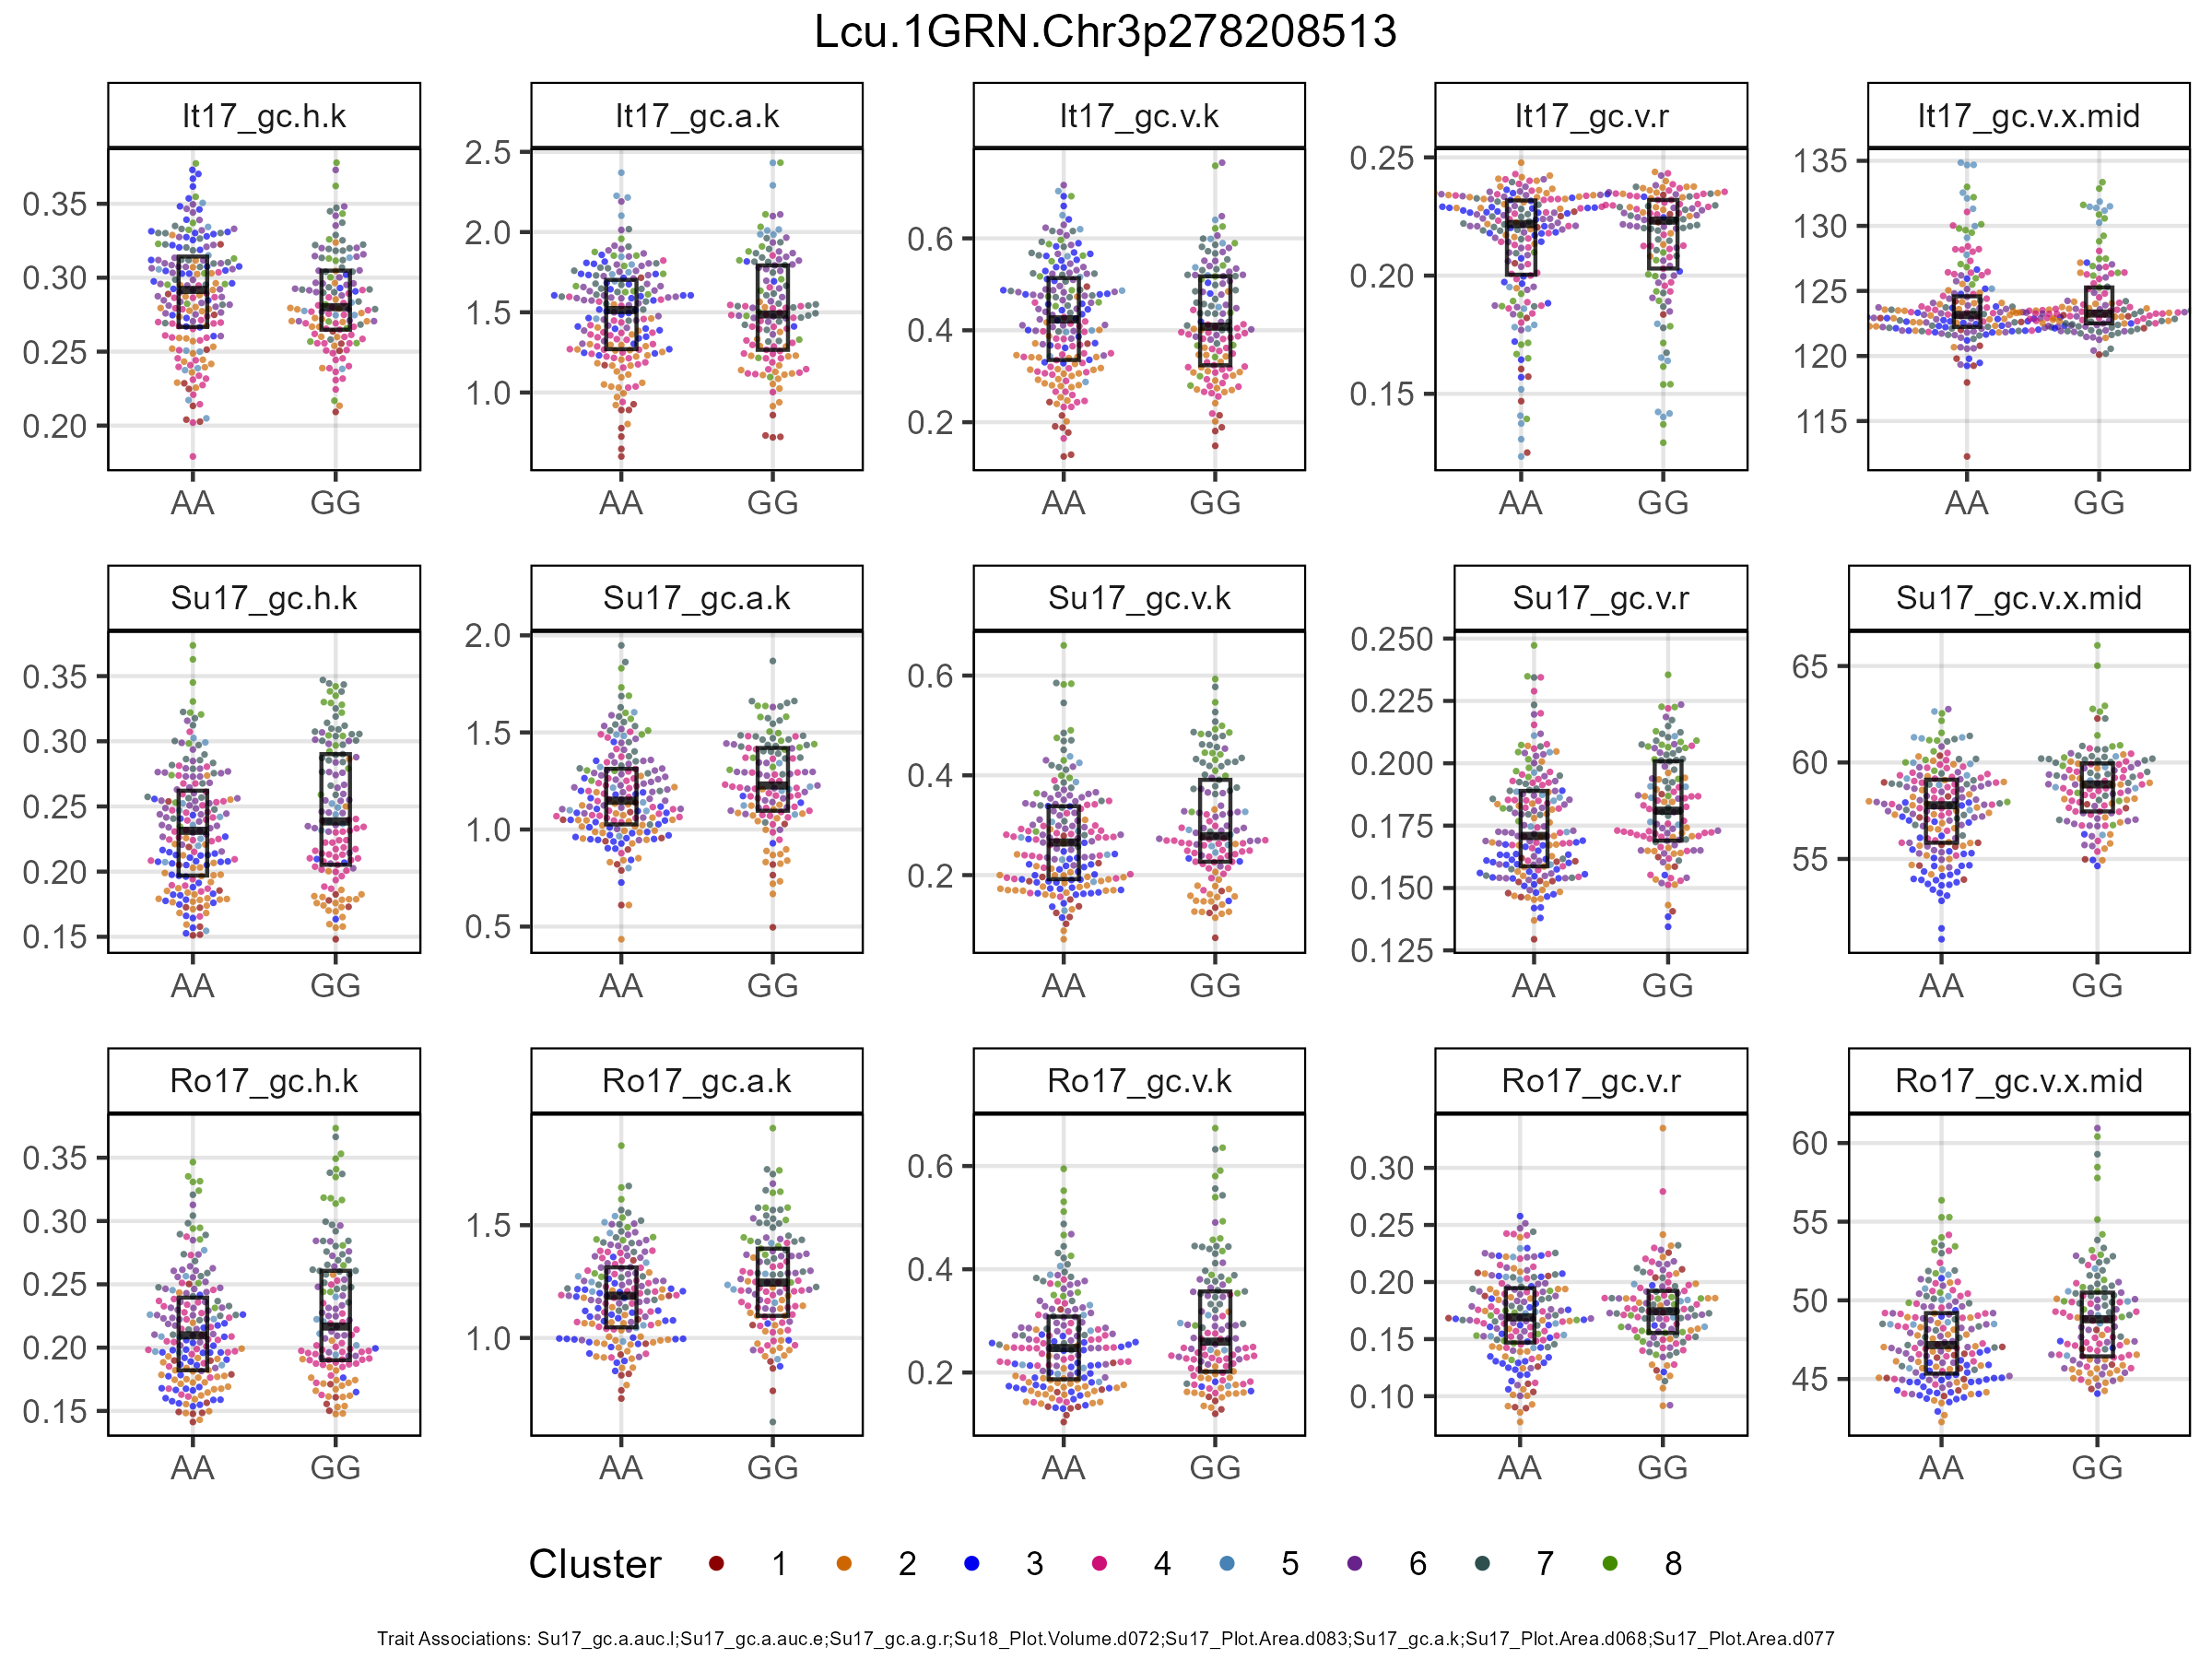 Lcu.1GRN.Chr3p278208513
It17_gc.h.k
It17_gc.a.k
It17_gc.v.k
It17_gc.v.r
It17_gc.v.x.mid
0.35
0.30
0.25
0.20
AA GG
2.5
2.0
1.5
1.0
AA GG
0.6
0.4
0.2
AA GG
0.25
0.20
0.15
AA GG
135
130
125
120
115
AA GG
Su17_gc.h.k
Su17_gc.a.k
Su17_gc.v.k
Su17_gc.v.r
Su17_gc.v.x.mid
0.35
0.30
0.25
0.20
0.15
AA GG
2.0
1.5
1.0
0.5
AA GG
0.6
0.4
0.2
AA GG
0.250
0.225
0.200
0.175
0.150
0.125
AA GG
65
60
55
AA GG
Ro17_gc.h.k
Ro17_gc.a.k
Ro17_gc.v.k
Ro17_gc.v.r
Ro17_gc.v.x.mid
0.35
0.30
0.25
0.20
0.15
AA GG
1.5
1.0
AA GG
0.6
0.4
0.2
AA GG
0.30
0.25
0.20
0.15
0.10
AA GG
60
55
50
45
AA GG
Cluster 1 2 3 4 5 6 7 8
Trait Associations: Su17_gc.a.auc.l;Su17_gc.a.auc.e;Su17_gc.a.g.r;Su18_Plot.Volume.d072;Su17_Plot.Area.d083;Su17_gc.a.k;Su17_Plot.Area.d068;Su17_Plot.Area.d077